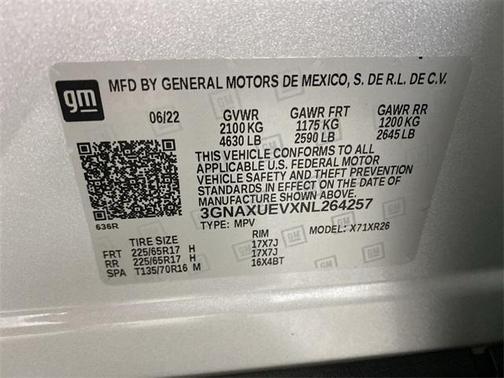 gm
MFD BY GENERAL MOTORS DE MEXICO, S. DE R.L. DE C.V.
06/22 GVWR GAWR FRT GAWR RR
2100 KG 1175 KG 1200 KG
4630 LB 2590 LB 2645 LB
THIS VEHICLE CONFORMS TO ALL
APPLICABLE U.S. FEDERAL MOTOR
VEHICLE SAFETY AND THEFT PREVENTION
STANDARDS IN EFFECT ON THE DATE OF
MANUFACTURE SHOWN ABOVE.
3GNAXUEVXNL264257
636R
TYPE: MPV MODEL: X71XR26
TIRE SIZE RIM
FRT 225/65R17 H 17X7J
RR 225/65R17 H 17X7J
SPA T135/70R16 M 16X4BT